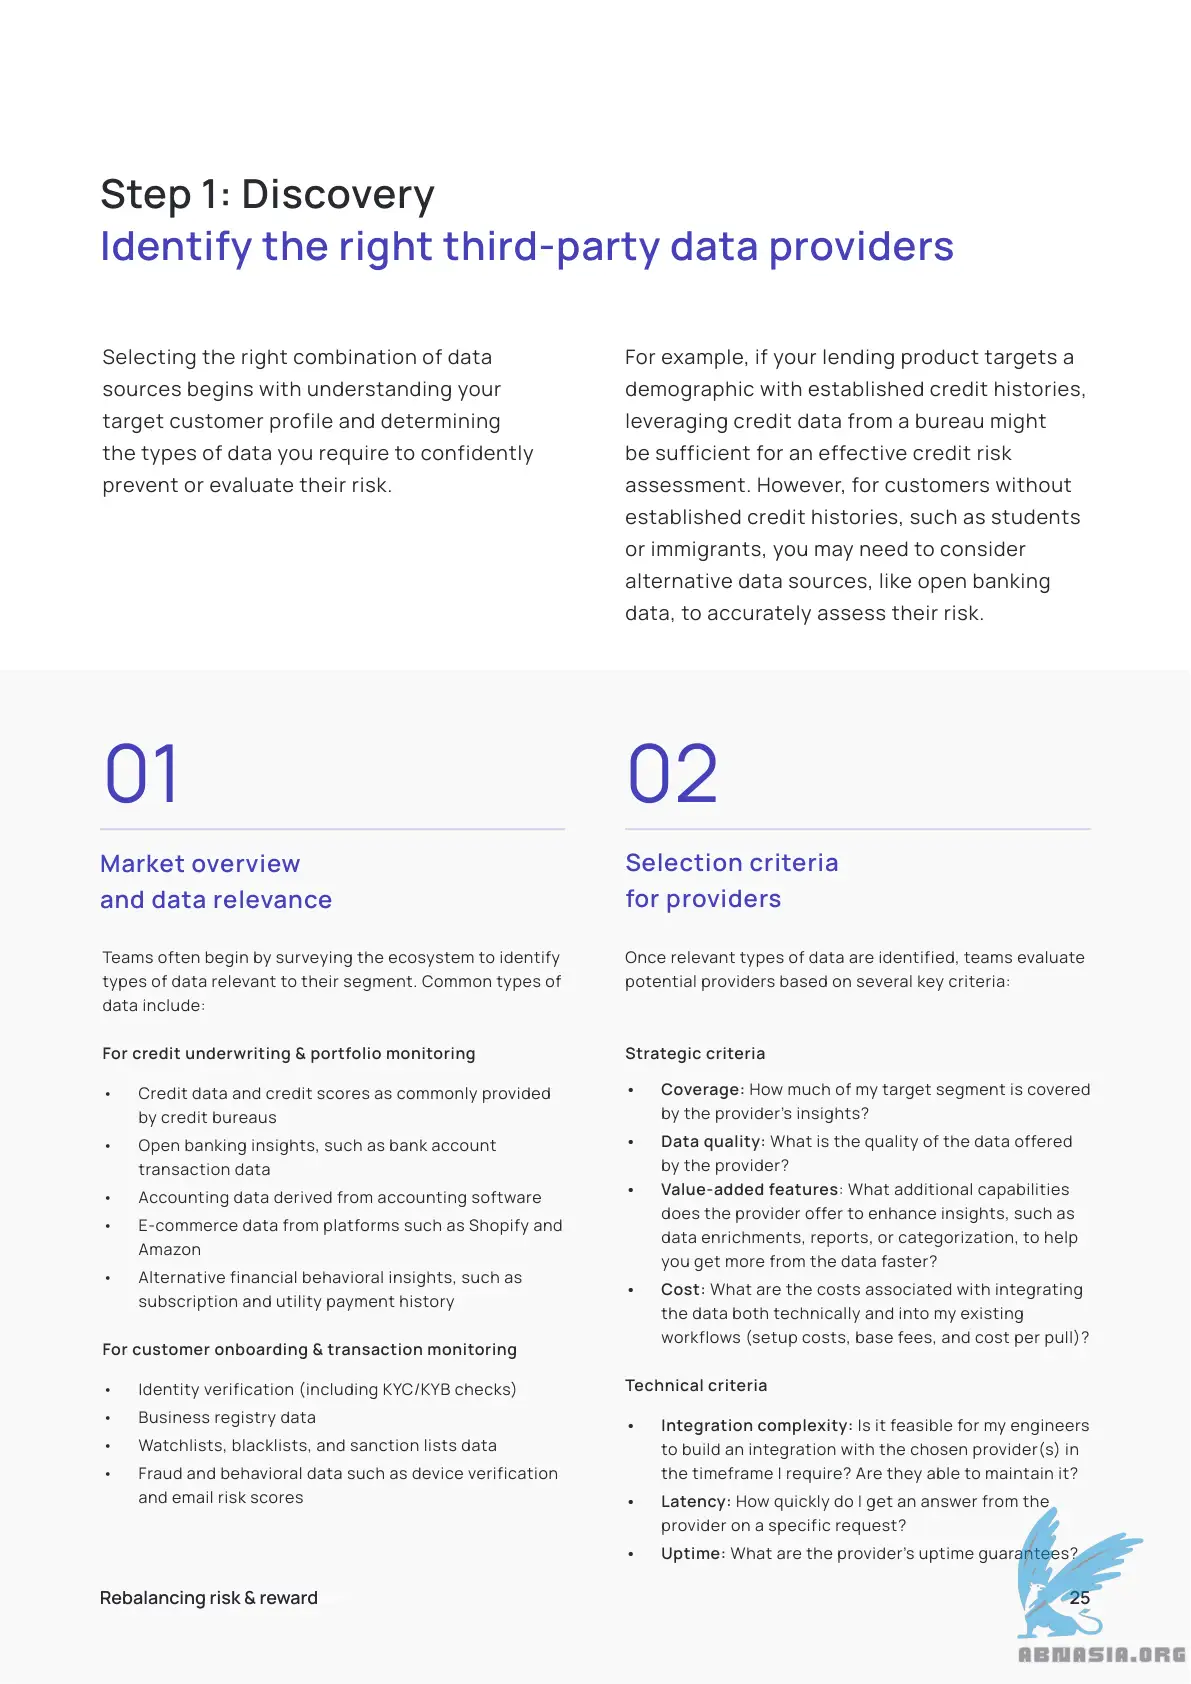 Step 1: Discovery
Identify the right third-party data providers
Selecting the right combination of data
sources begins with understanding your
target customer profile and determining
the types of data you require to confidently
prevent or evaluate their risk.
For example, if your lending product targets a
demographic with established credit histories,
leveraging credit data from a bureau might
be sufficient for an effective credit risk
assessment. However, for customers without
established credit histories, such as students
or immigrants, you may need to consider
alternative data sources, like open banking
data, to accurately assess their risk.
01
Market overview
and data relevance
Teams often begin by surveying the ecosystem to identify
types of data relevant to their segment. Common types of
data include:
For credit underwriting & portfolio monitoring
• Credit data and credit scores as commonly provided
by credit bureaus
• Open banking insights, such as bank account
transaction data
• Accounting data derived from accounting software
• E-commerce data from platforms such as Shopify and
Amazon
• Alternative financial behavioral insights, such as
subscription and utility payment history
For customer onboarding & transaction monitoring
• Identity verification (including KYC/KYB checks)
• Business registry data
• Watchlists, blacklists, and sanction lists data
• Fraud and behavioral data such as device verification
and email risk scores
02
Selection criteria
for providers
Once relevant types of data are identified, teams evaluate
potential providers based on several key criteria:
Strategic criteria
• Coverage: How much of my target segment is covered
by the provider's insights?
• Data quality: What is the quality of the data offered
by the provider?
• Value-added features: What additional capabilities
does the provider offer to enhance insights, such as
data enrichments, reports, or categorization, to help
you get more from the data faster?
• Cost: What are the costs associated with integrating
the data both technically and into my existing
workflows (setup costs, base fees, and cost per pull)?
Technical criteria
• Integration complexity: Is it feasible for my engineers
to build an integration with the chosen provider(s) in
the timeframe I require? Are they able to maintain it?
• Latency: How quickly do I get an answer from the
provider on a specific request?
• Uptime: What are the provider's uptime guarantees?
Rebalancing risk & reward
25
ABNASIA.ORG